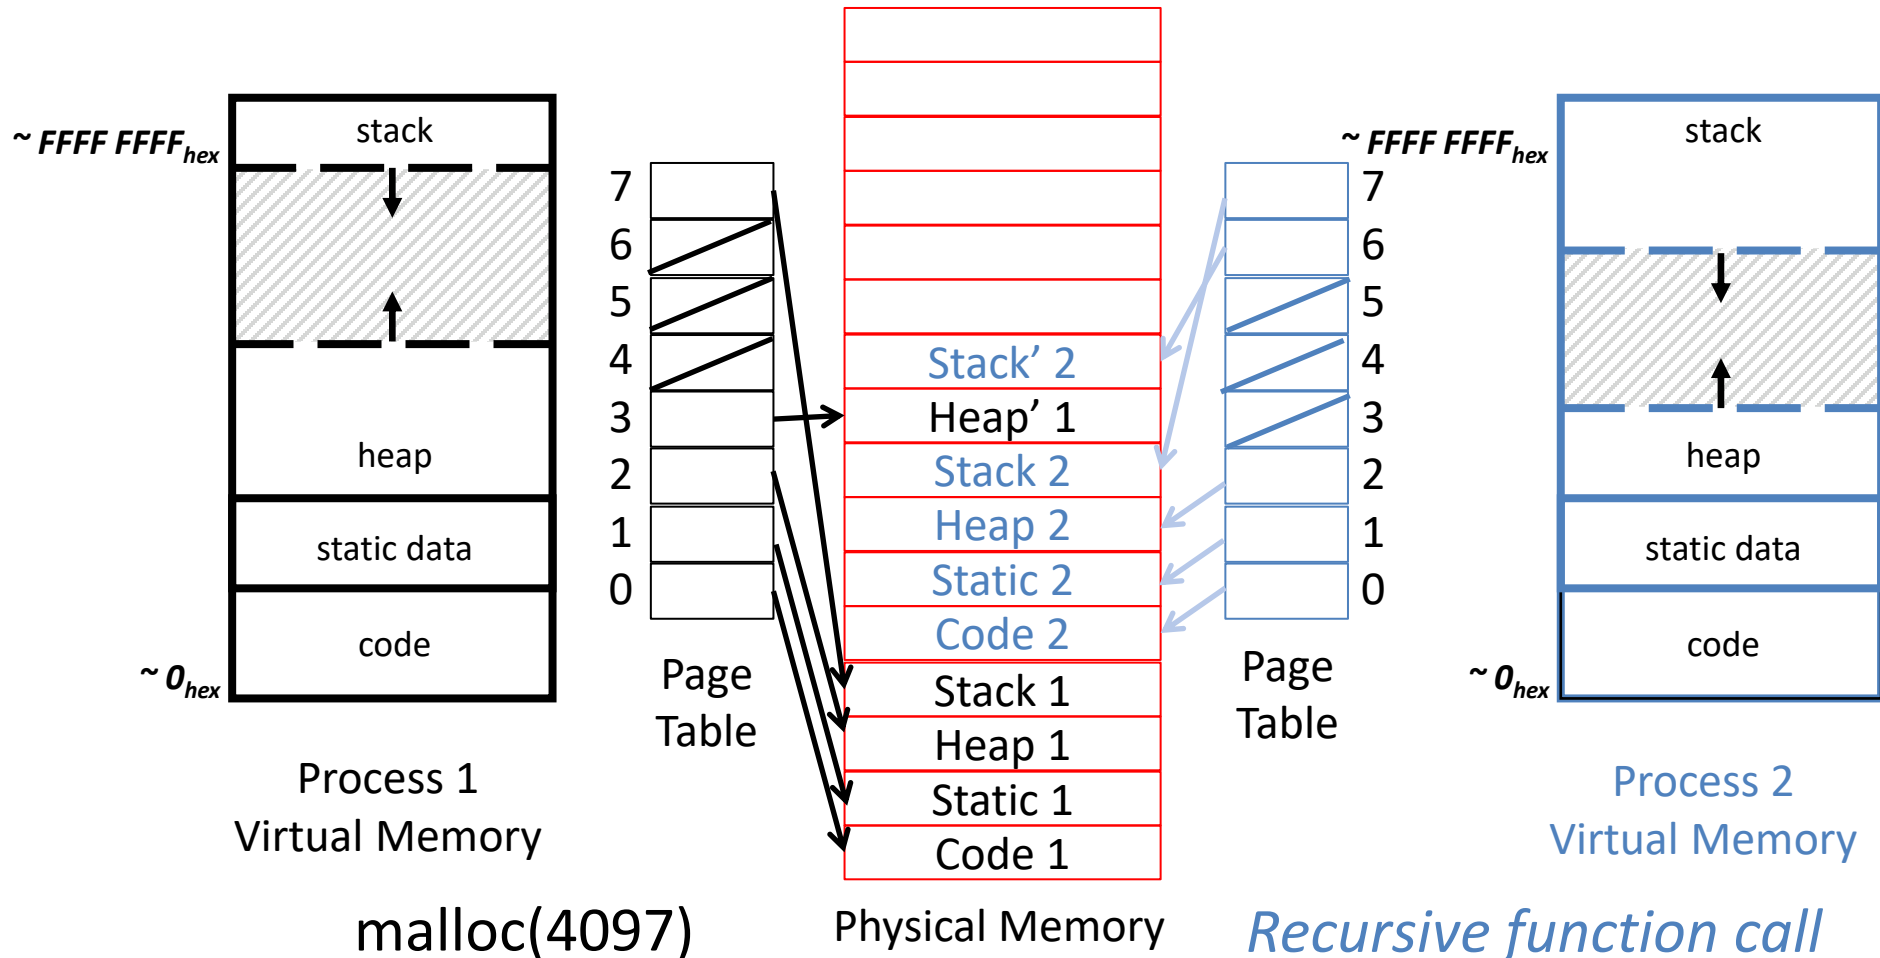 ~ FFFF FFFFhex
stack
heap
static data
code
~ 0hex
Process 1
Virtual Memory
malloc(4097)
7
6
5
4
3
2
1
0
Page
Table
Stack’ 2
Heap’ 1
Stack 2
Heap 2
Static 2
Code 2
Stack 1
Heap 1
Static 1
Code 1
Physical Memory
7
6
5
4
3
2
1
0
Page
Table
~ FFFF FFFFhex
stack
heap
static data
code
~ 0hex
Process 2
Virtual Memory
Recursive function call